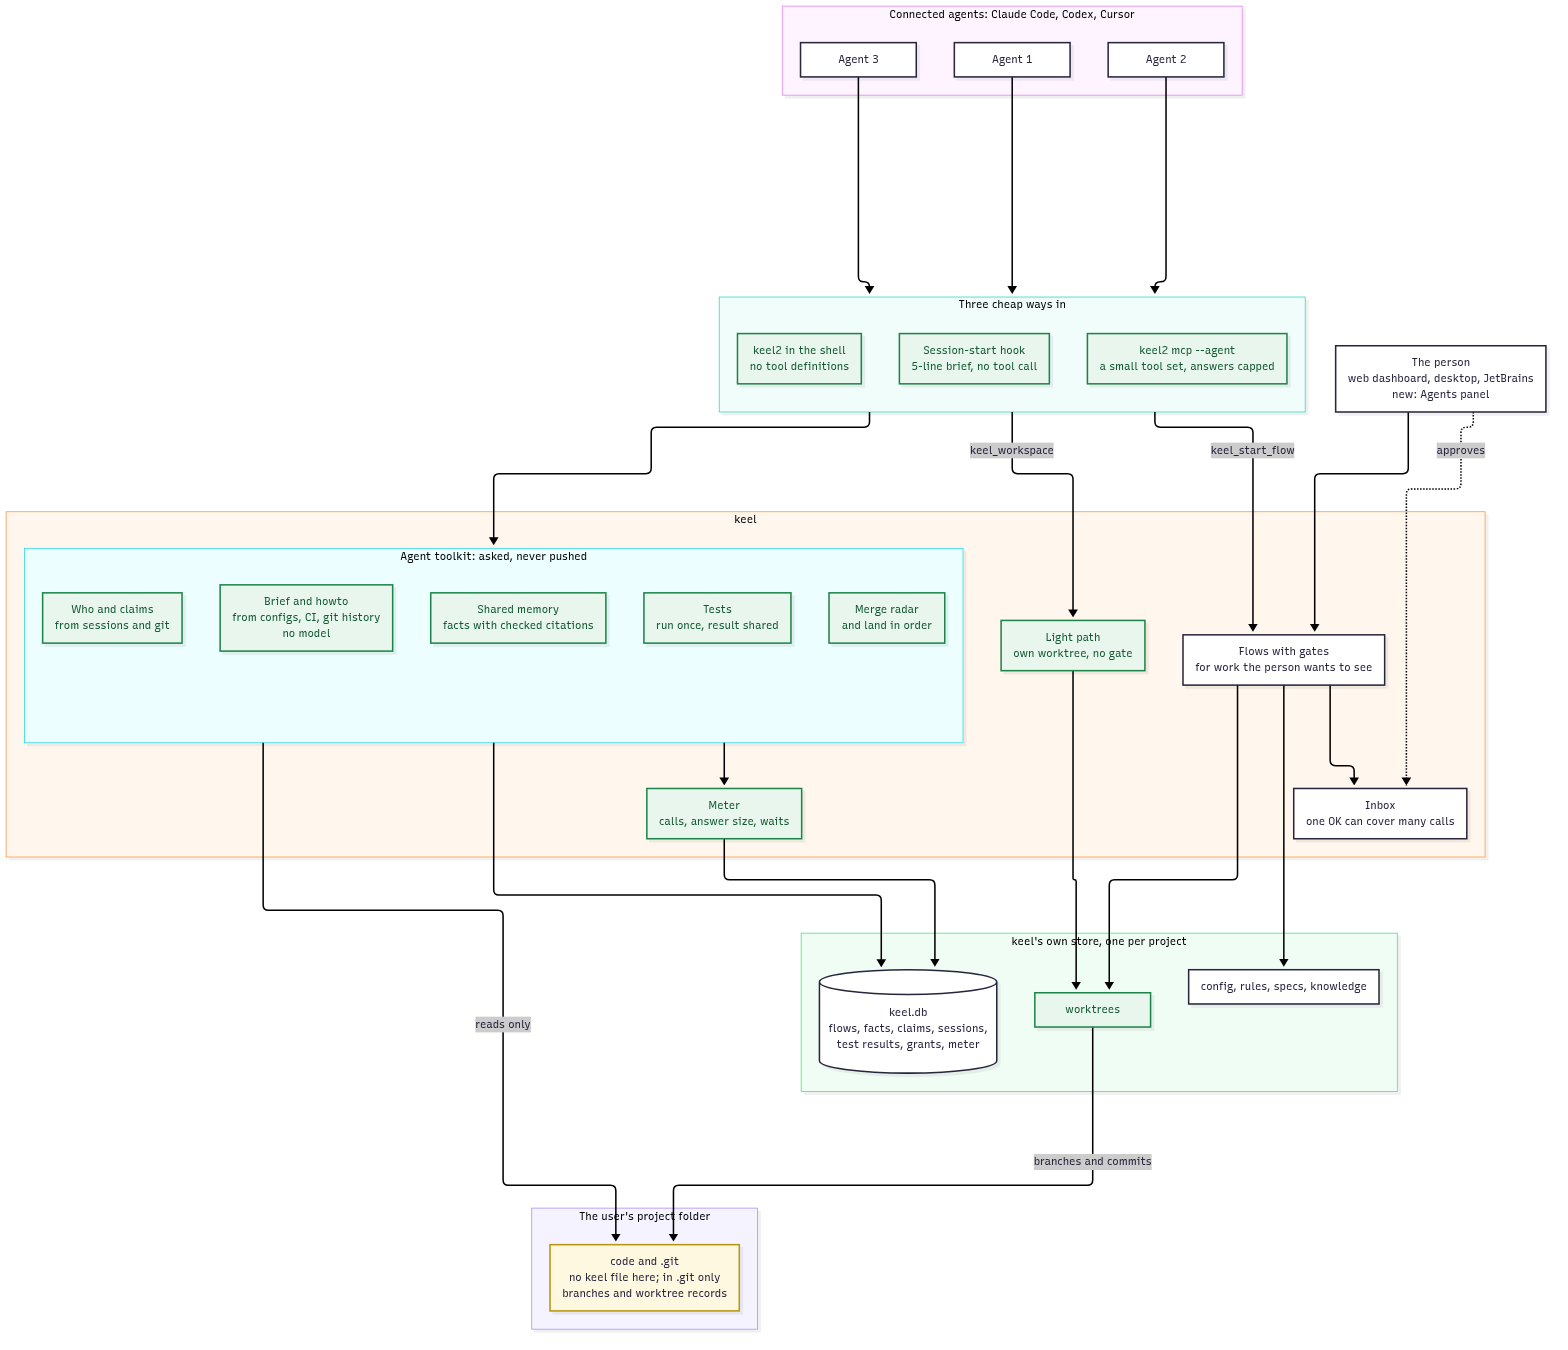 Connected agents: Claude Code, Codex, Cursor
Agent 3
Agent 1
Agent 2
Three cheap ways in
keel2 in the shell
no tool definitions
Session-start hook
5-line brief, no tool call
keel2 mcp --agent
a small tool set, answers capped
The person
web dashboard, desktop, JetBrains
new: Agents panel
keel_workspace
keel_start_flow
approves
keel
Agent toolkit: asked, never pushed
Who and claims
from sessions and git
Brief and howto
from configs, CI, git history
no model
Shared memory
facts with checked citations
Tests
run once, result shared
Merge radar
and land in order
Light path
own worktree, no gate
Flows with gates
for work the person wants to see
Meter
calls, answer size, waits
Inbox
one OK can cover many calls
keel's own store, one per project
keel.db
flows, facts, claims, sessions,
test results, grants, meter
worktrees
config, rules, specs, knowledge
reads only
branches and commits
The user's project folder
code and .git
no keel file here; in .git only
branches and worktree records